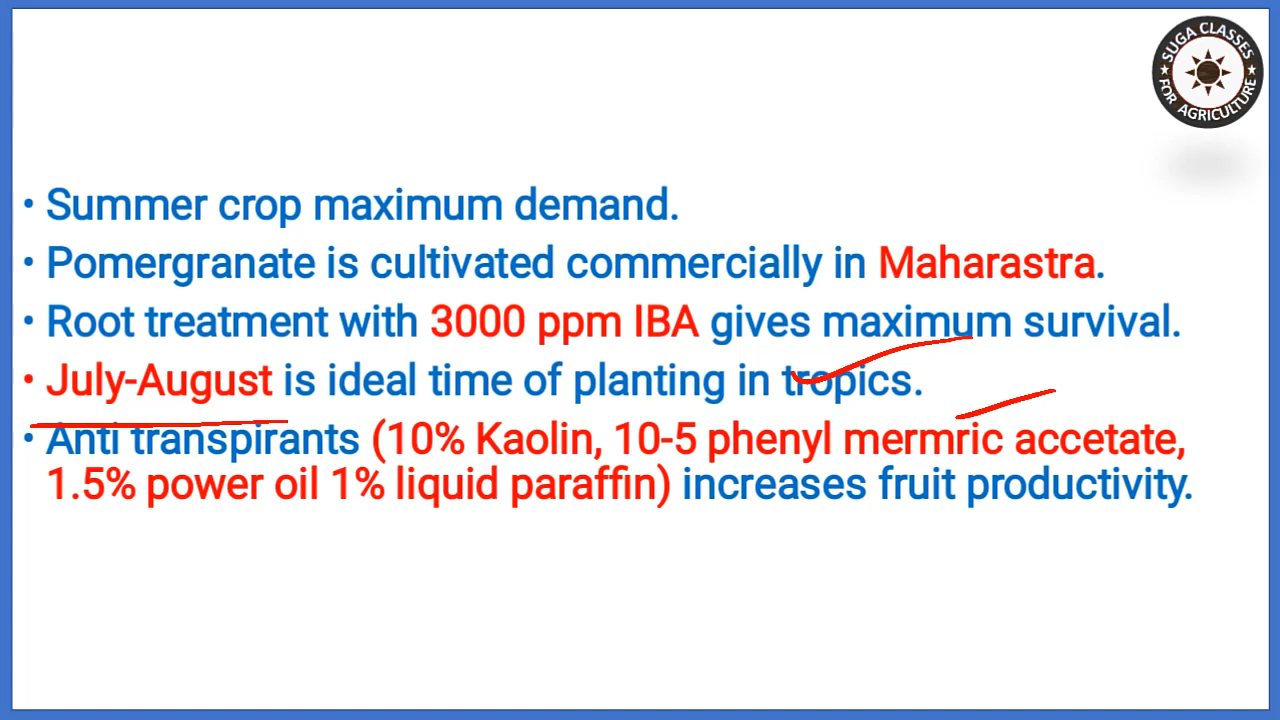 SUGA CLASSES
FOR AGRICULTURE
• Summer crop maximum demand.
• Pomergranate is cultivated commercially in Maharastra.
• Root treatment with 3000 ppm IBA gives maximum survival.
• July-August is ideal time of planting in tropics.
• Anti transpirants (10% Kaolin, 10-5 phenyl mermric accetate,
1.5% power oil 1% liquid paraffin) increases fruit productivity.